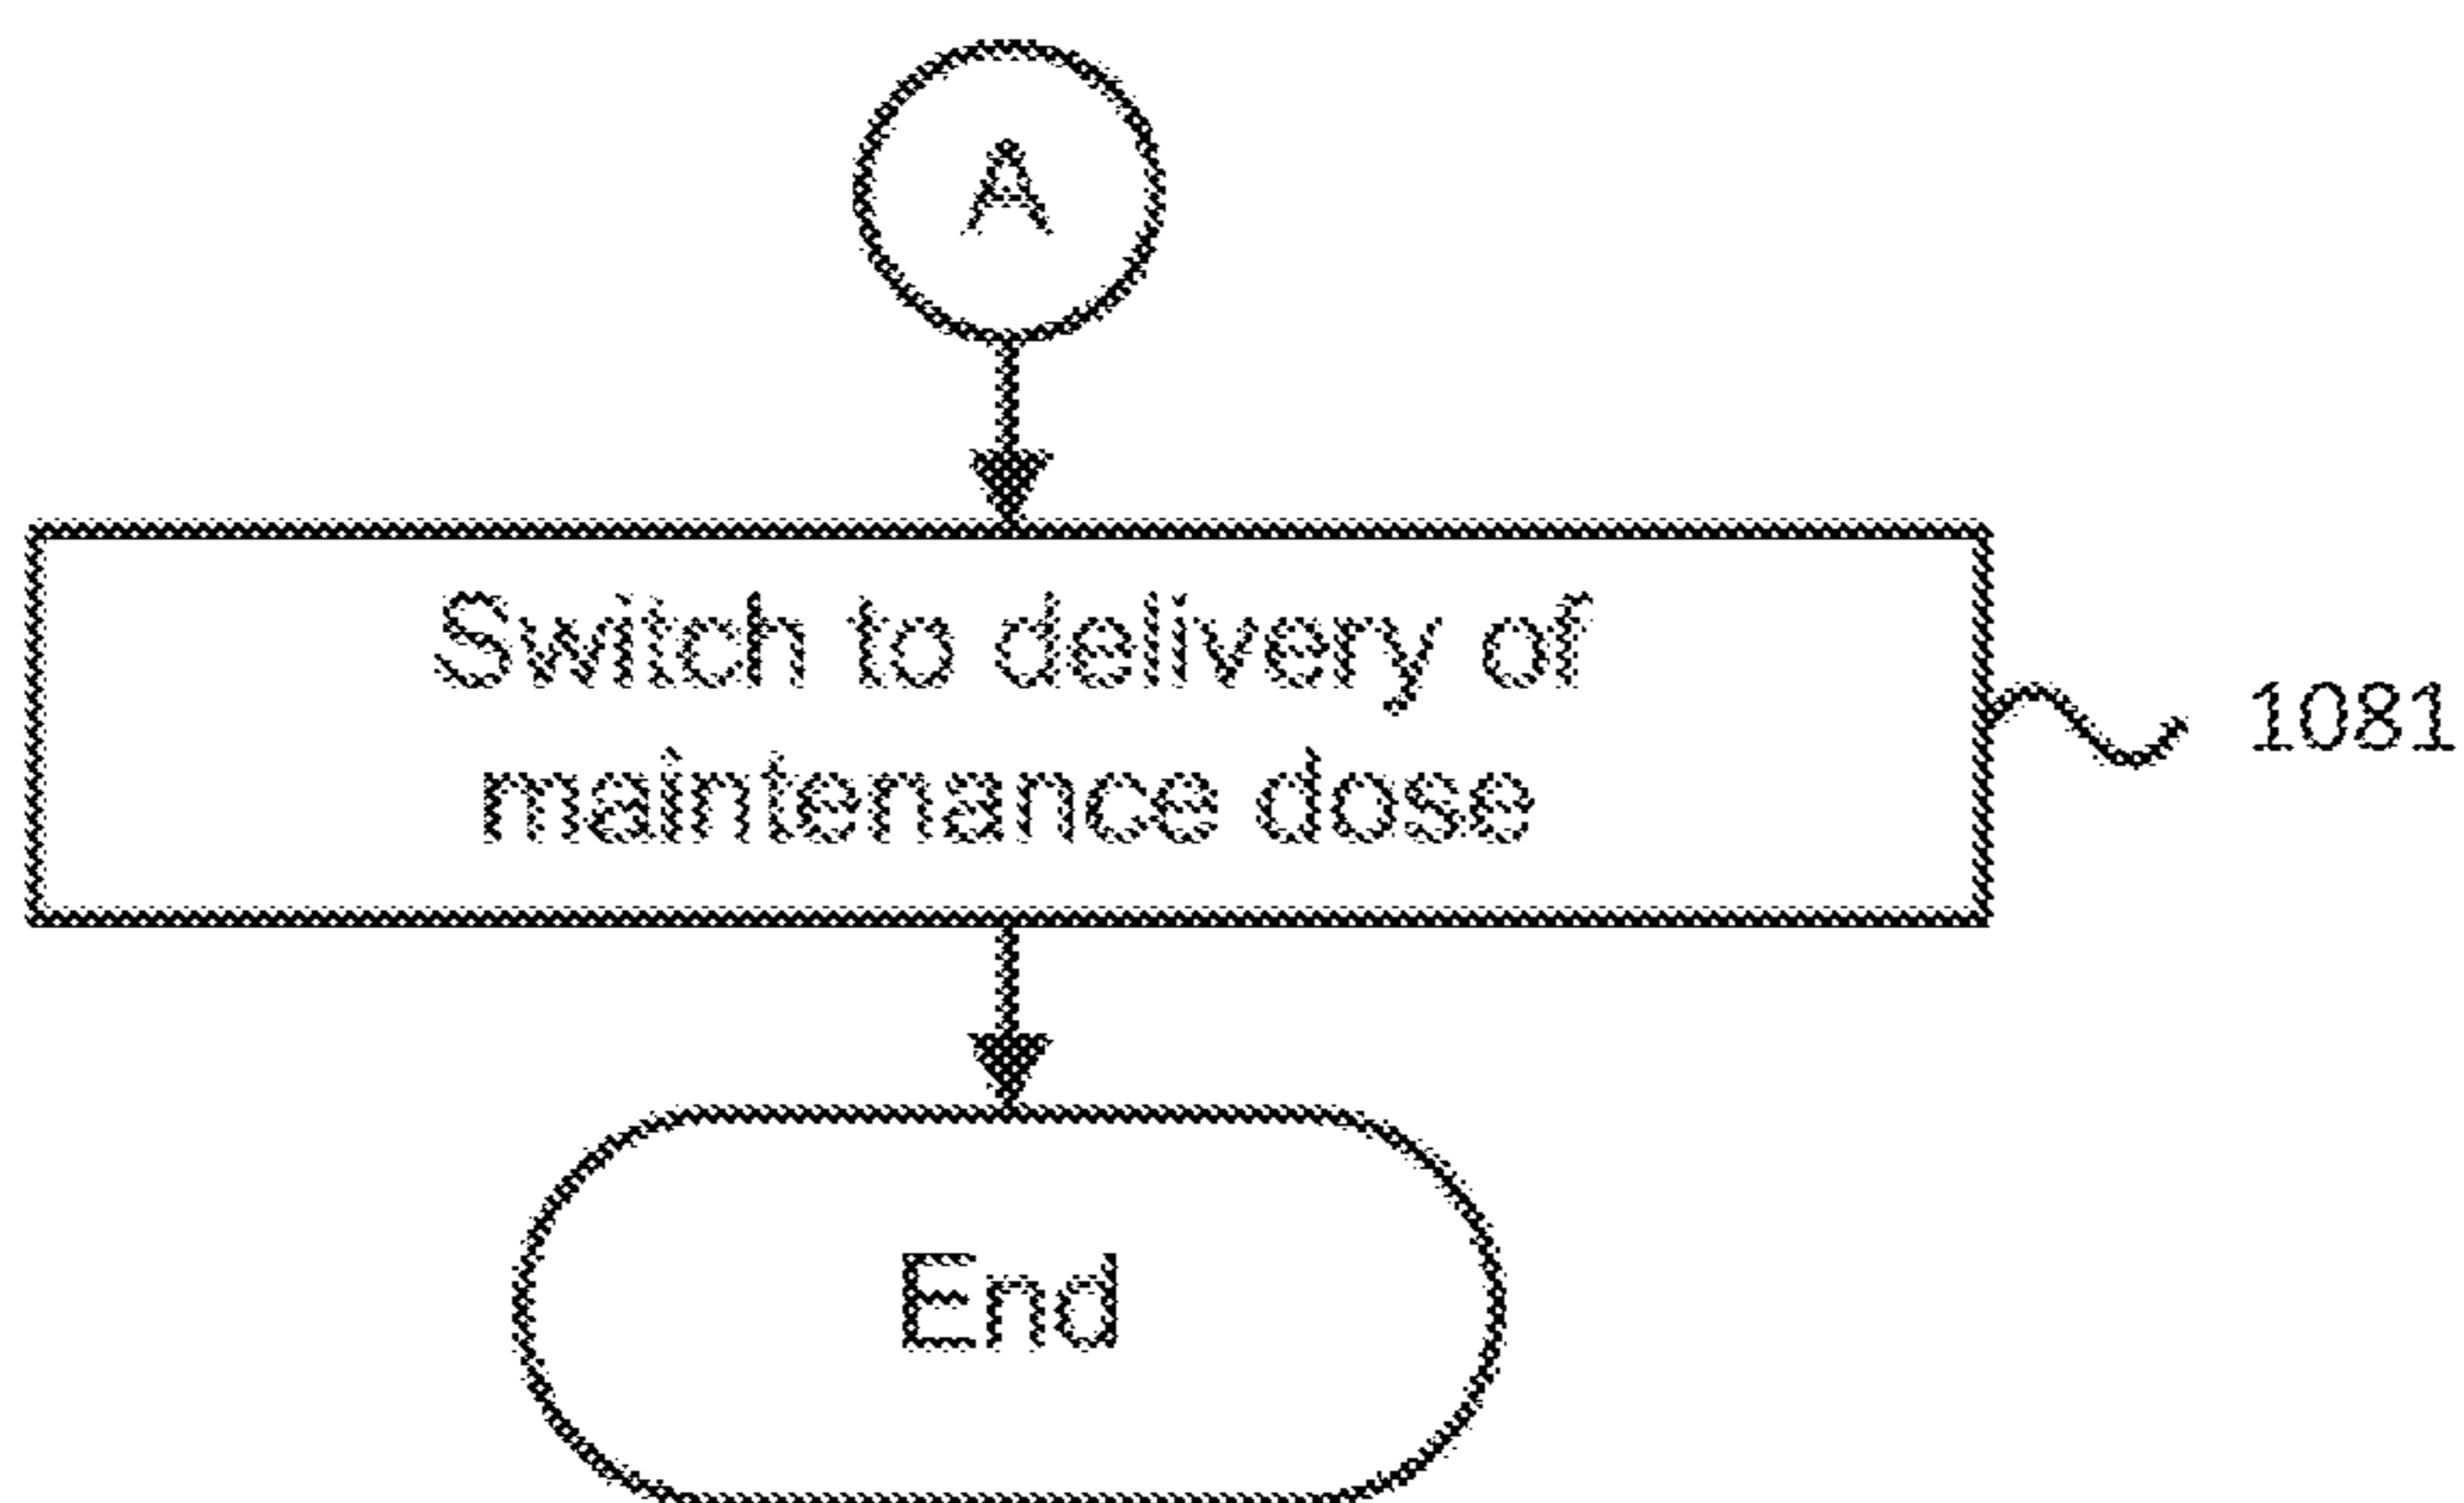 A
Switch to delivery of
maintenance dose
1081
End